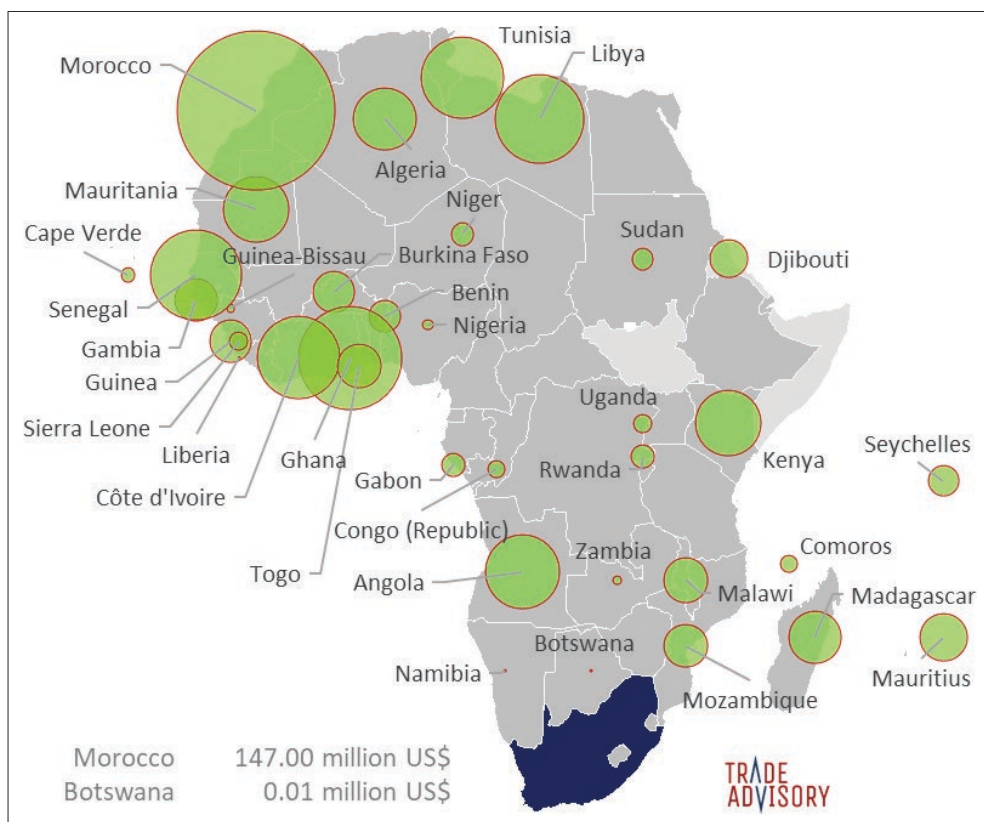 Tunisia
Libya
Morocco
Algeria
Mauritania
Niger
Cape Verde
Guinea-Bissau
Burkina Faso
Sudan
Djibouti
Senegal
Benin
Nigeria
Gambia
Guinea
Sierra Leone
Liberia
Ghana
Côte d'Ivoire
Togo
Uganda
Kenya
Seychelles
Gabon
Rwanda
Congo (Republic)
Zambia
Comoros
Angola
Malawi
Madagascar
Botswana
Namibia
Mozambique
Mauritius
Morocco 147.00 million US$
Botswana 0.01 million US$
TRADE
ADVISORY